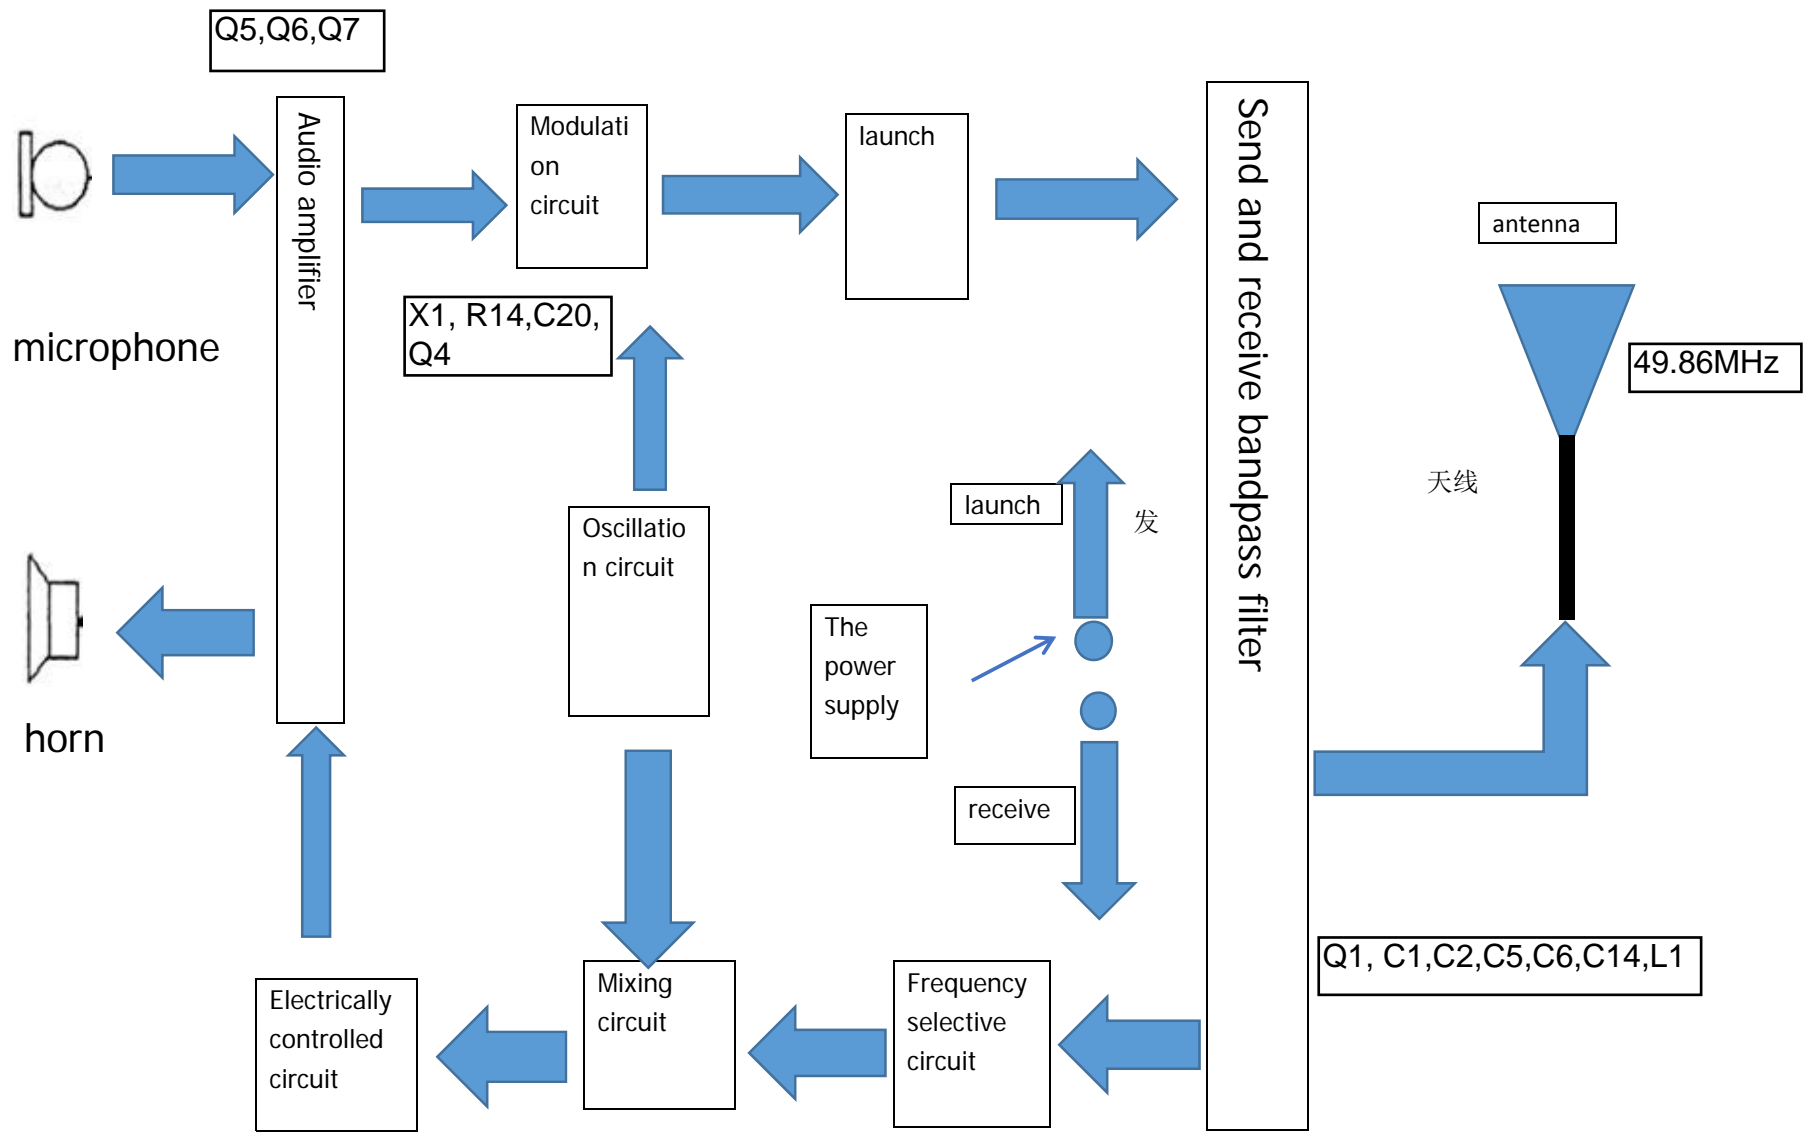 Q5,Q6,Q7
Audio amplifier
Modulati
on
circuit
launch
Send and receive bandpass filter
antenna
microphone
X1, R14,C20,
Q4
49.86MHz
天线
launch
发
Oscillatio
n circuit
The
power
supply
horn
receive
Q1, C1,C2,C5,C6,C14,L1
Electrically
controlled
circuit
Mixing
circuit
Frequency
selective
circuit